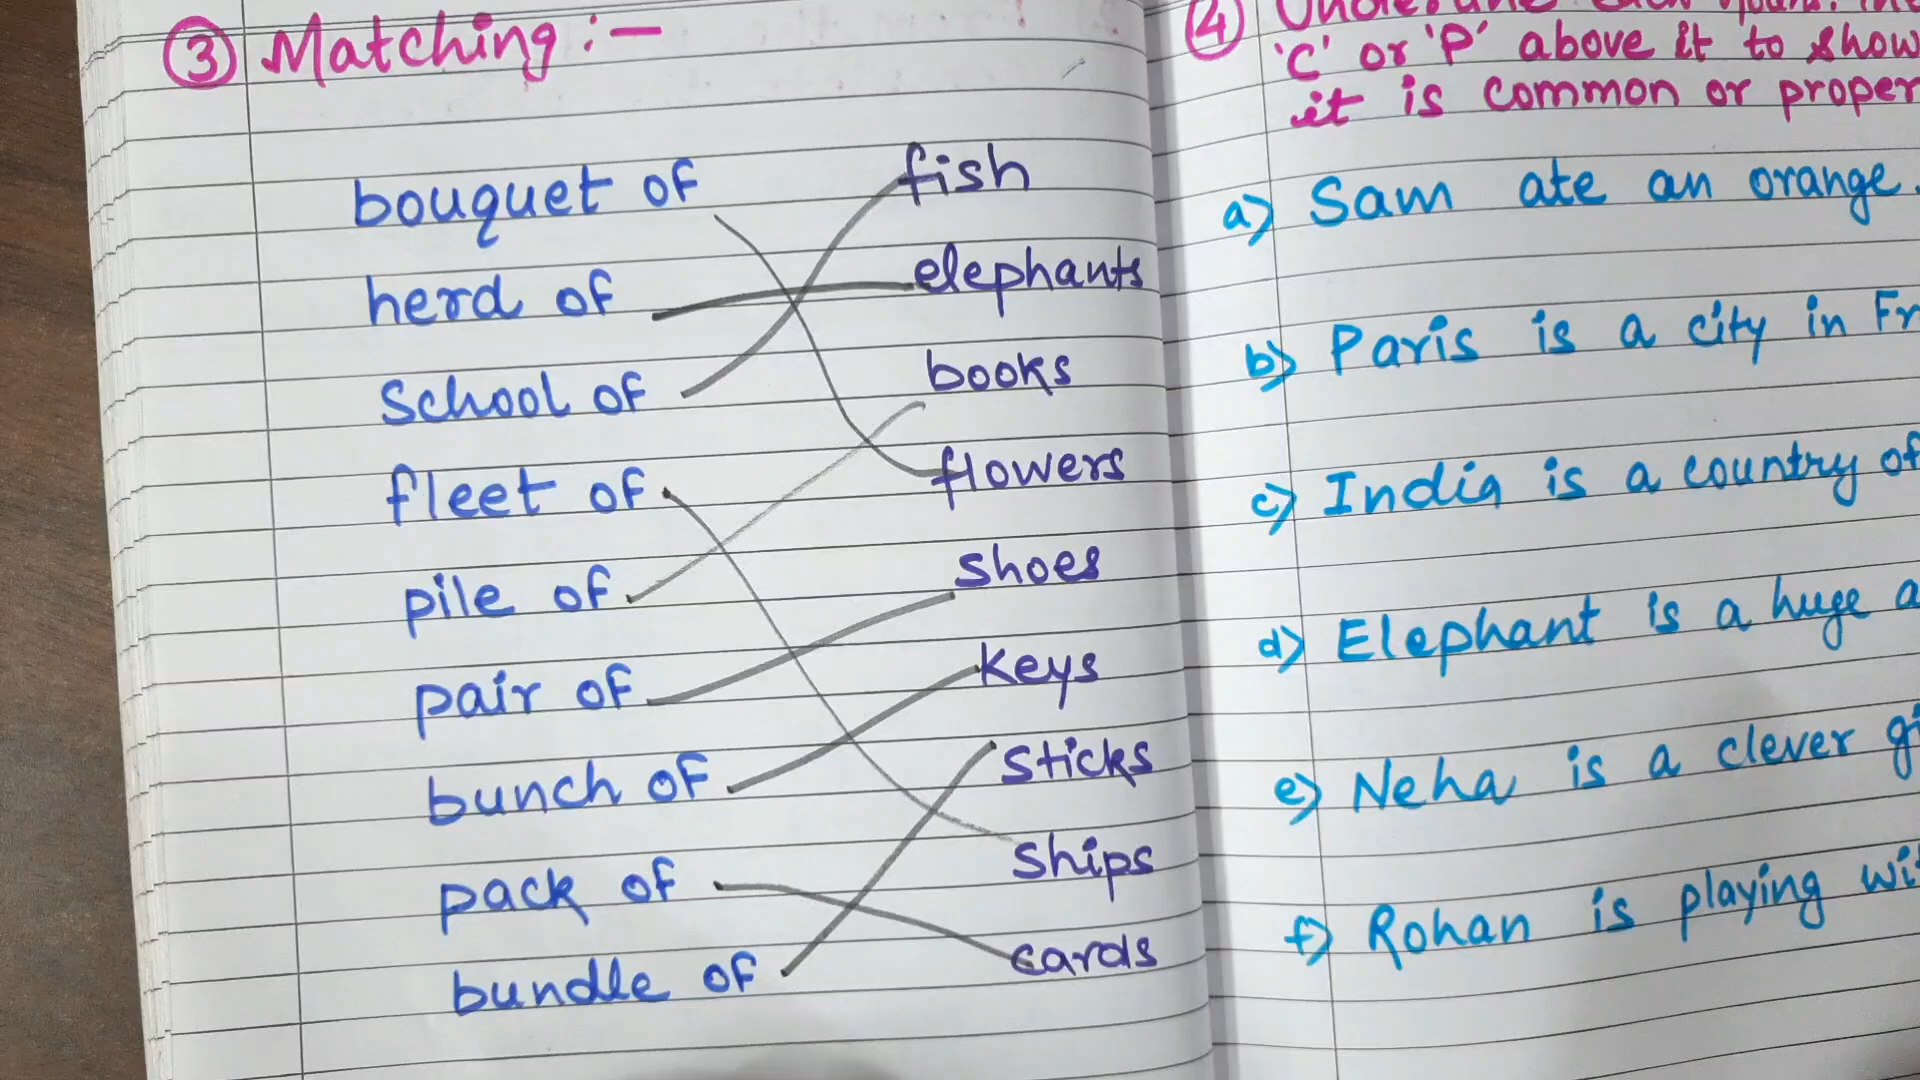 ③ Matching :-
bouquet of fish
herd of elephants
School of books
fleet of flowers
pile of shoes
pair of keys
bunch of sticks
pack of ships
bundle of cards
④
'C' or 'P' above it to show
it is common or proper
a) Sam ate an orange.
b) Paris is a city in Fr
c) India is a country of
d) Elephant is a huge a
e) Neha is a clever gi
f) Rohan is playing wi